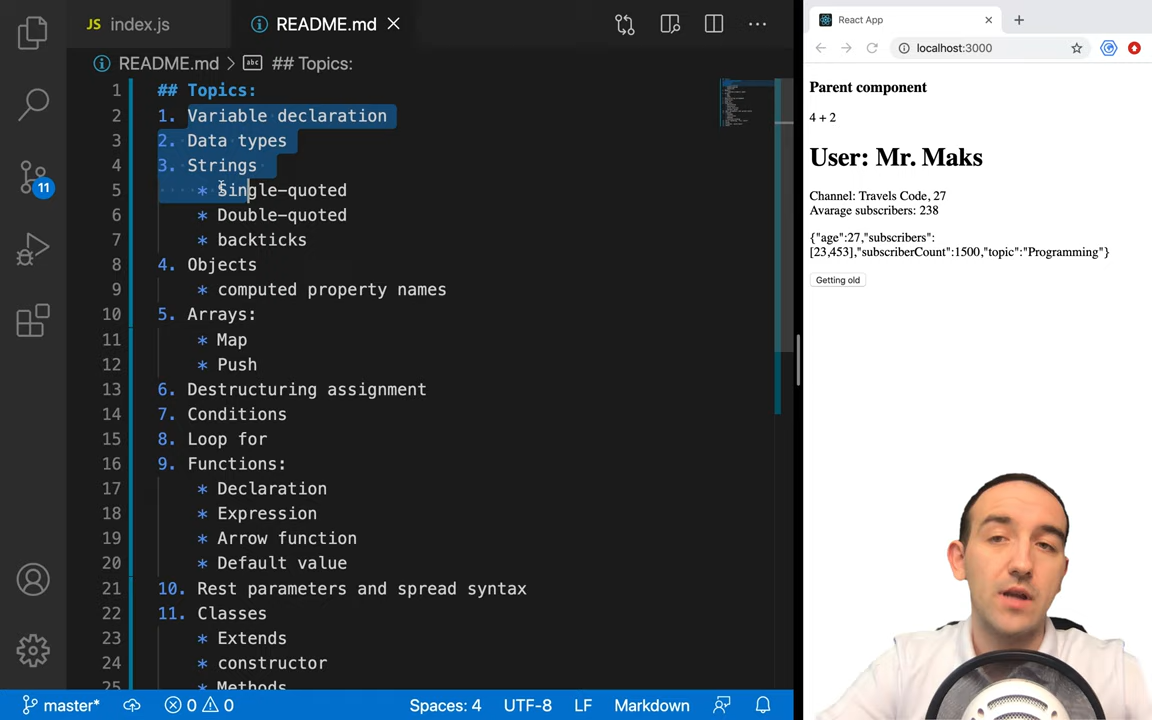 JS index.js
README.md
README.md > ## Topics:
1 ## Topics:
2 1. Variable declaration
3 2. Data types
4 3. Strings
5 * Single-quoted
6 * Double-quoted
7 * backticks
8 4. Objects
9 * computed property names
10 5. Arrays:
11 * Map
12 * Push
13 6. Destructuring assignment
14 7. Conditions
15 8. Loop for
16 9. Functions:
17 * Declaration
18 * Expression
19 * Arrow function
20 * Default value
21 10. Rest parameters and spread syntax
22 11. Classes
23 * Extends
24 * constructor
25 * Methods
11
master* 0 0 Spaces: 4 UTF-8 LF Markdown
React App
localhost:3000
Parent component
4 + 2
User: Mr. Maks
Channel: Travels Code, 27
Avarage subscribers: 238
{"age":27,"subscribers":
[23,453],"subscriberCount":1500,"topic":"Programming"}
Getting old